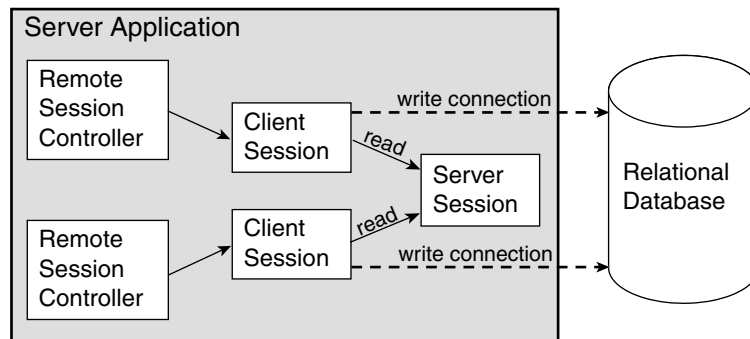 Server Application
Remote
Session
Controller
Client
Session
write connection
read
Server
Session
Relational
Database
Remote
Session
Controller
Client
Session
read
write connection